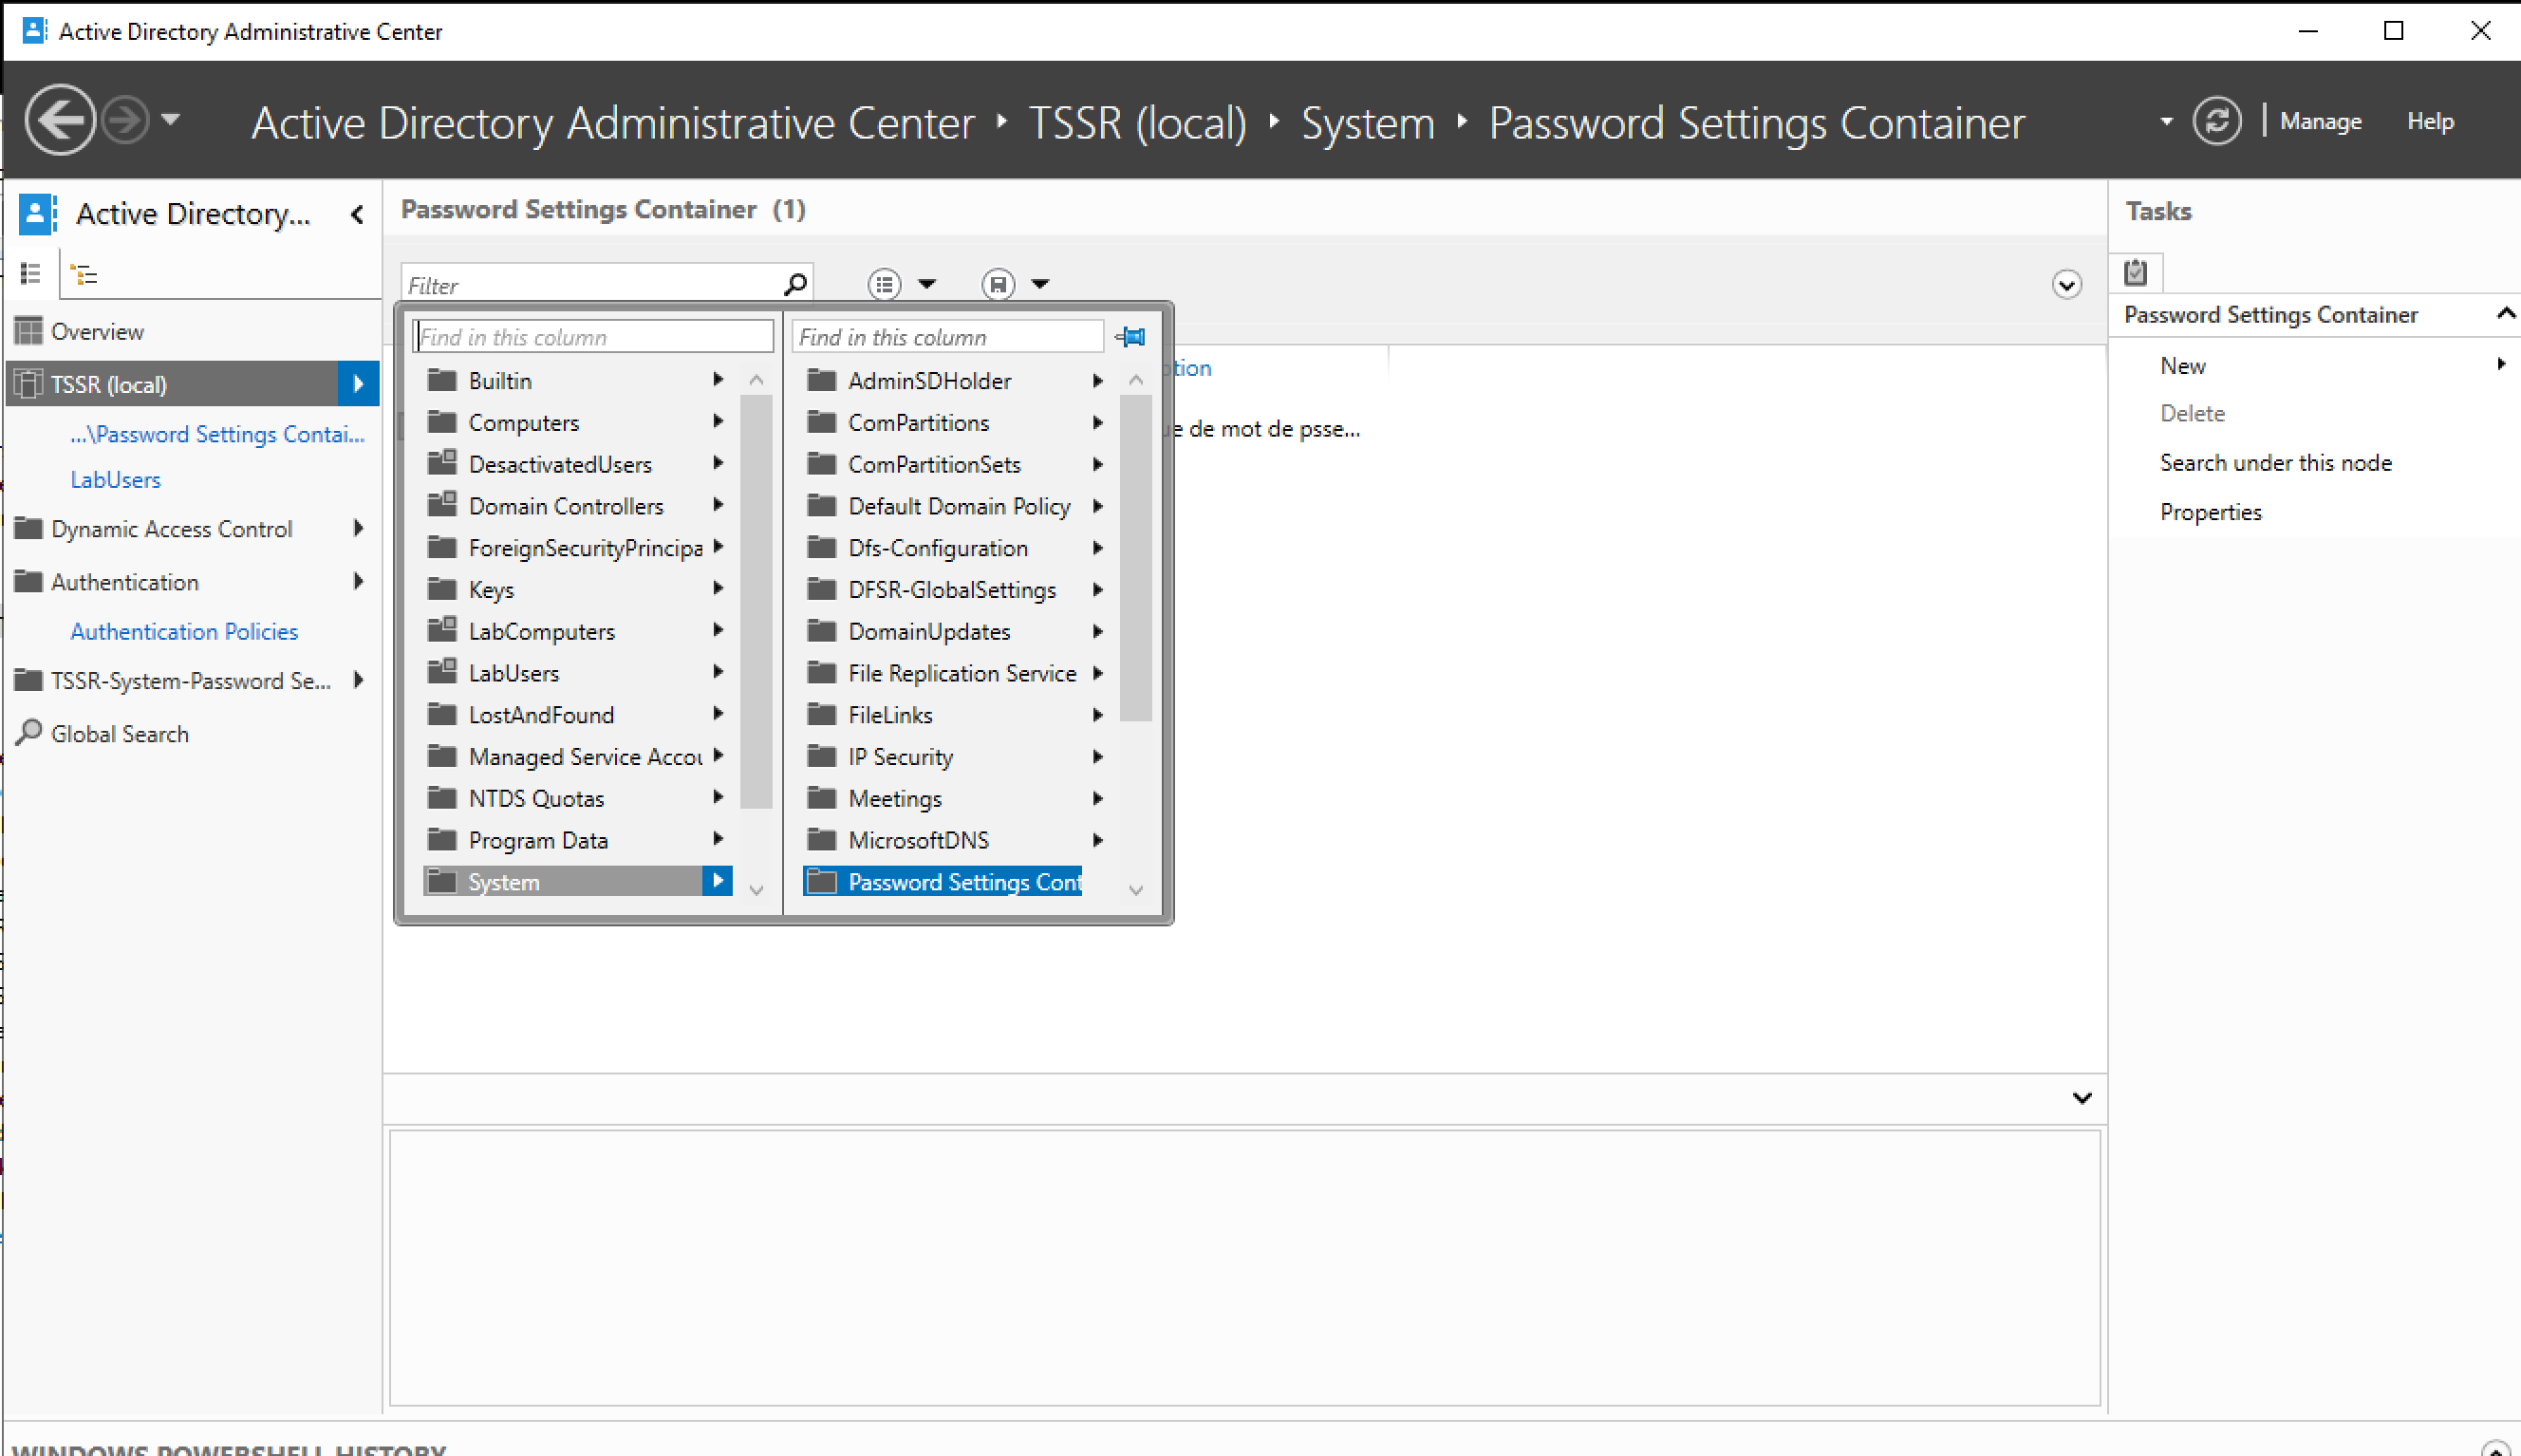 Active Directory Administrative Center
Active Directory Administrative Center TSSR (local) System Password Settings Container Manage Help
Active Directory...
Overview
TSSR (local)
...\Password Settings Contai...
LabUsers
Dynamic Access Control
Authentication
Authentication Policies
TSSR-System-Password Se...
Global Search
Password Settings Container (1)
Filter
Find in this column
Builtin
Computers
DesactivatedUsers
Domain Controllers
ForeignSecurityPrincipa
Keys
LabComputers
LabUsers
LostAndFound
Managed Service Accou
NTDS Quotas
Program Data
System
Find in this column
AdminSDHolder
ComPartitions
ComPartitionSets
Default Domain Policy
Dfs-Configuration
DFSR-GlobalSettings
DomainUpdates
File Replication Service
FileLinks
IP Security
Meetings
MicrosoftDNS
Password Settings Cont
ption
ue de mot de psse...
Tasks
Password Settings Container
New
Delete
Search under this node
Properties
WINDOWS POWERSHELL HISTORY